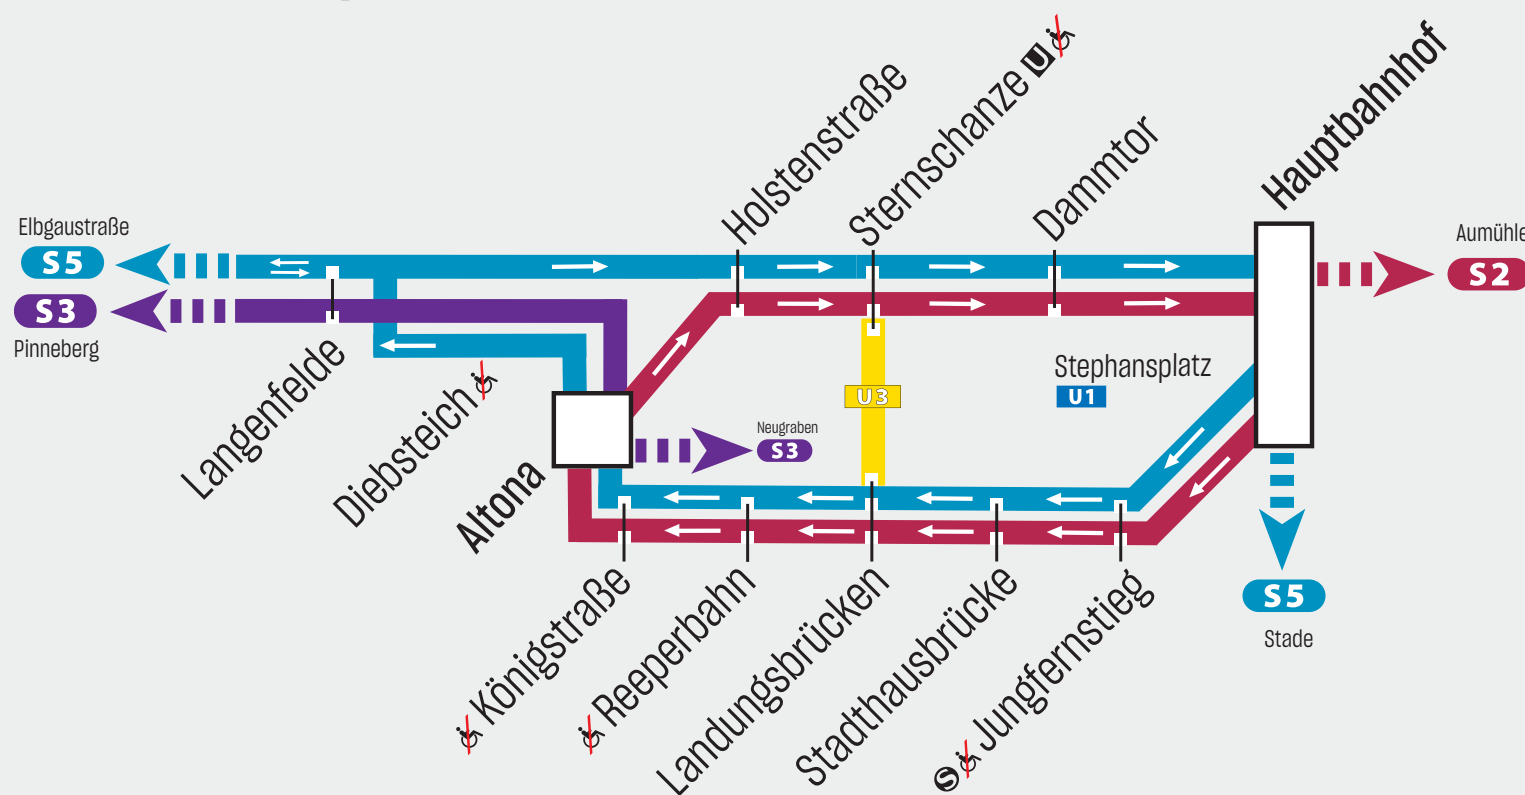 Holstenstraße
Sternschanze U
Dammtor
Hauptbahnhof
Elbgaustraße
S5
S3
Pinneberg
Aumühle
S2
Langenfelde
Diebsteich
Altona
Stephansplatz
U1
U3
Neugraben
S3
Königstraße
Reeperbahn
Landungsbrücken
Stadthausbrücke
S Jungfernstieg
S5
Stade